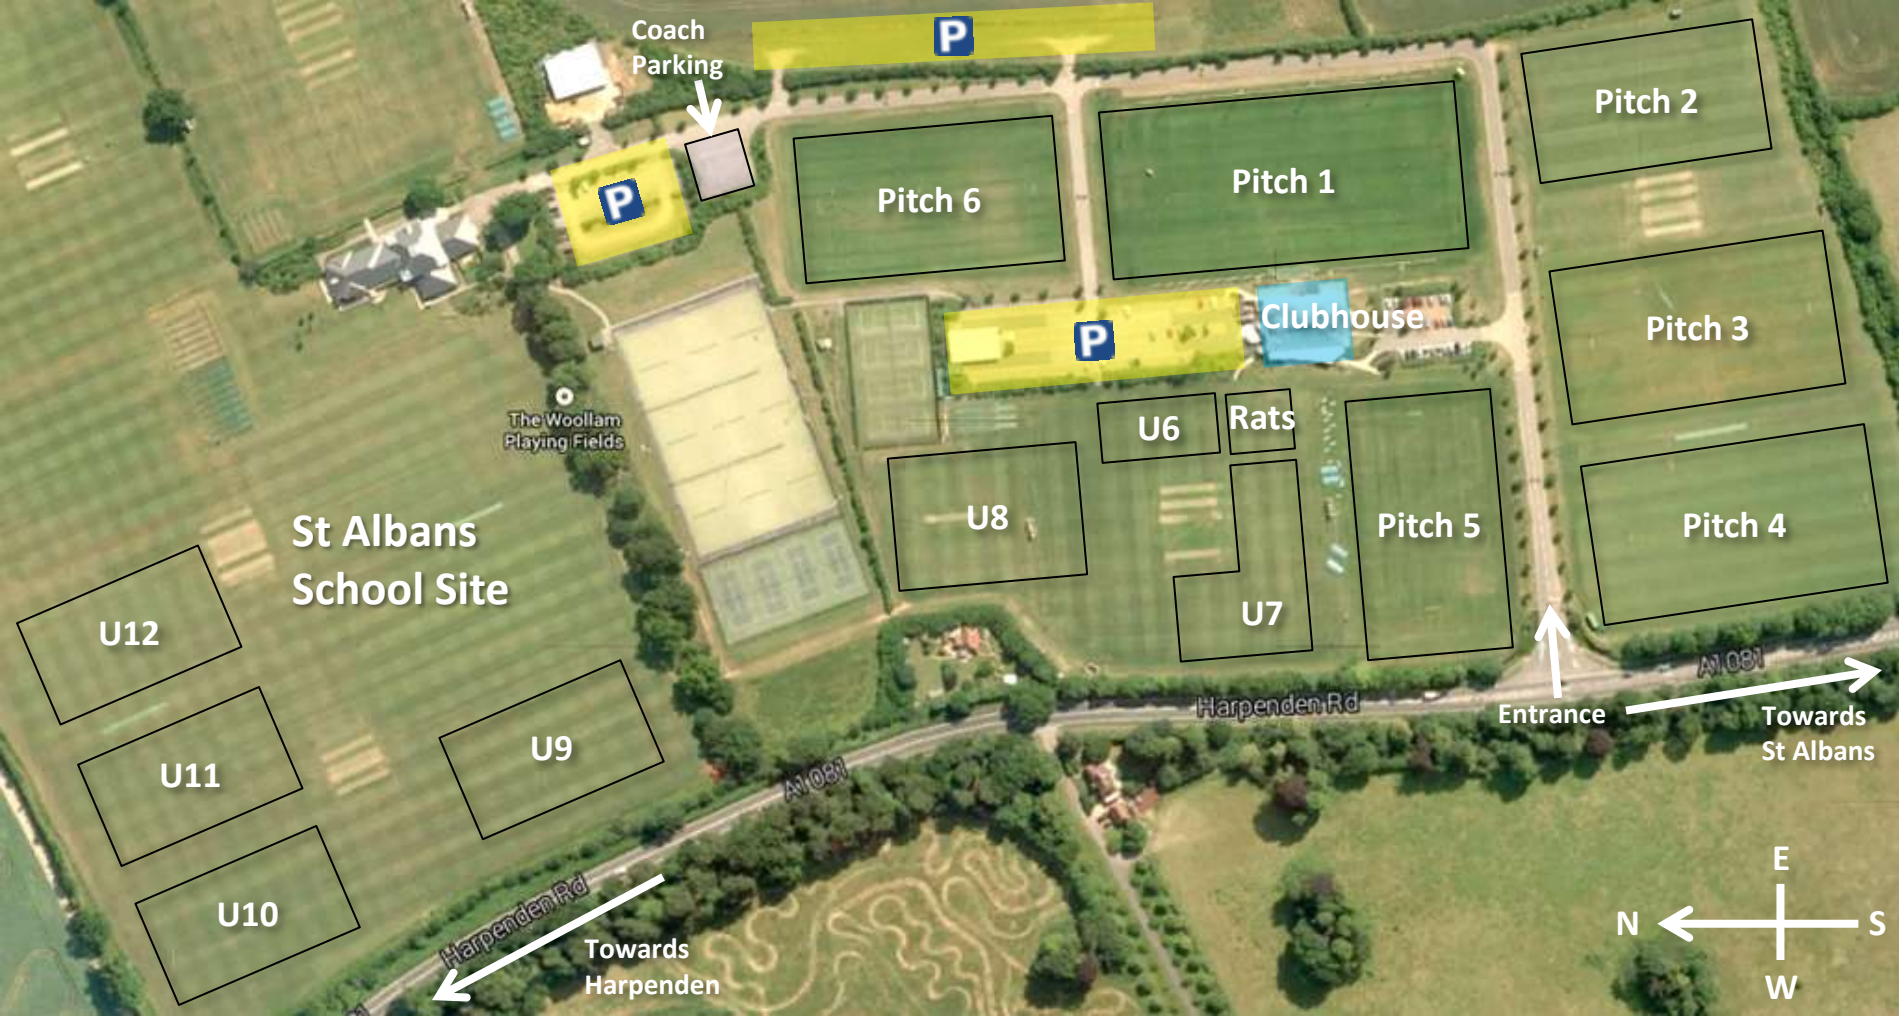 Coach
Parking
P
Pitch 2
Pitch 1
Pitch 6
P
Clubhouse
Pitch 3
P
The Woollam
Playing Fields
U6
Rats
U8
Pitch 5
Pitch 4
St Albans
School Site
U7
U12
A1081
Harpenden Rd
Entrance
Towards
St Albans
U9
U11
A1081
U10
Harpenden Rd
Towards
Harpenden
E
N
S
W